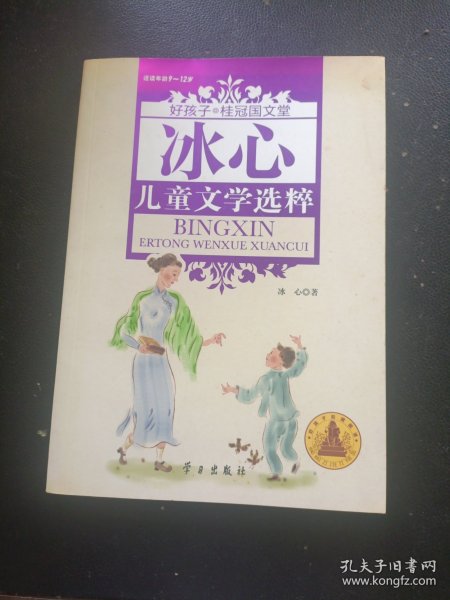 适读年龄9~12岁
好孩子 桂冠国文堂
冰心
儿童文学选粹
BINGXIN
ERTONG WENXUE XUANCUI
冰 心◎著
学习出版社
孔夫子旧书网
www.kongfz.com